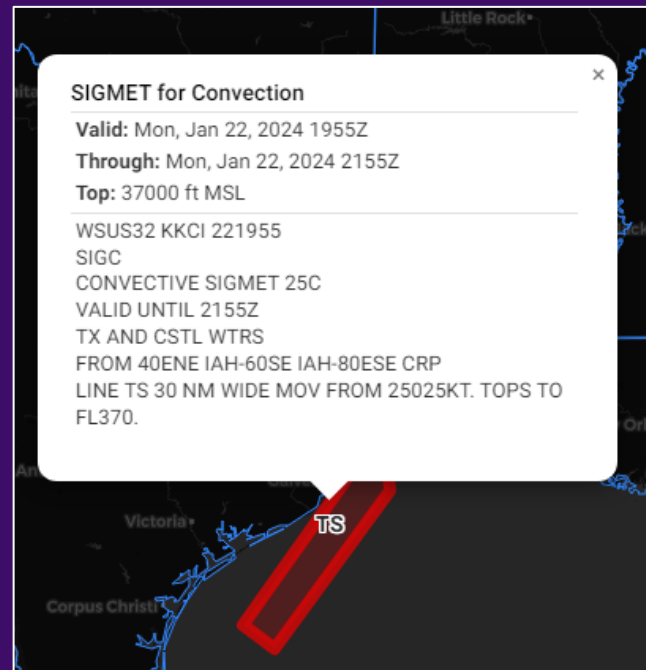 Little Rock
×
SIGMET for Convection
Valid: Mon, Jan 22, 2024 1955Z
Through: Mon, Jan 22, 2024 2155Z
Top: 37000 ft MSL
WSUS32 KKCI 221955
SIGC
CONVECTIVE SIGMET 25C
VALID UNTIL 2155Z
TX AND CSTL WTRS
FROM 40ENE IAH-60SE IAH-80ESE CRP
LINE TS 30 NM WIDE MOV FROM 25025KT. TOPS TO
FL370.
TS
Victoria
Corpus Christi